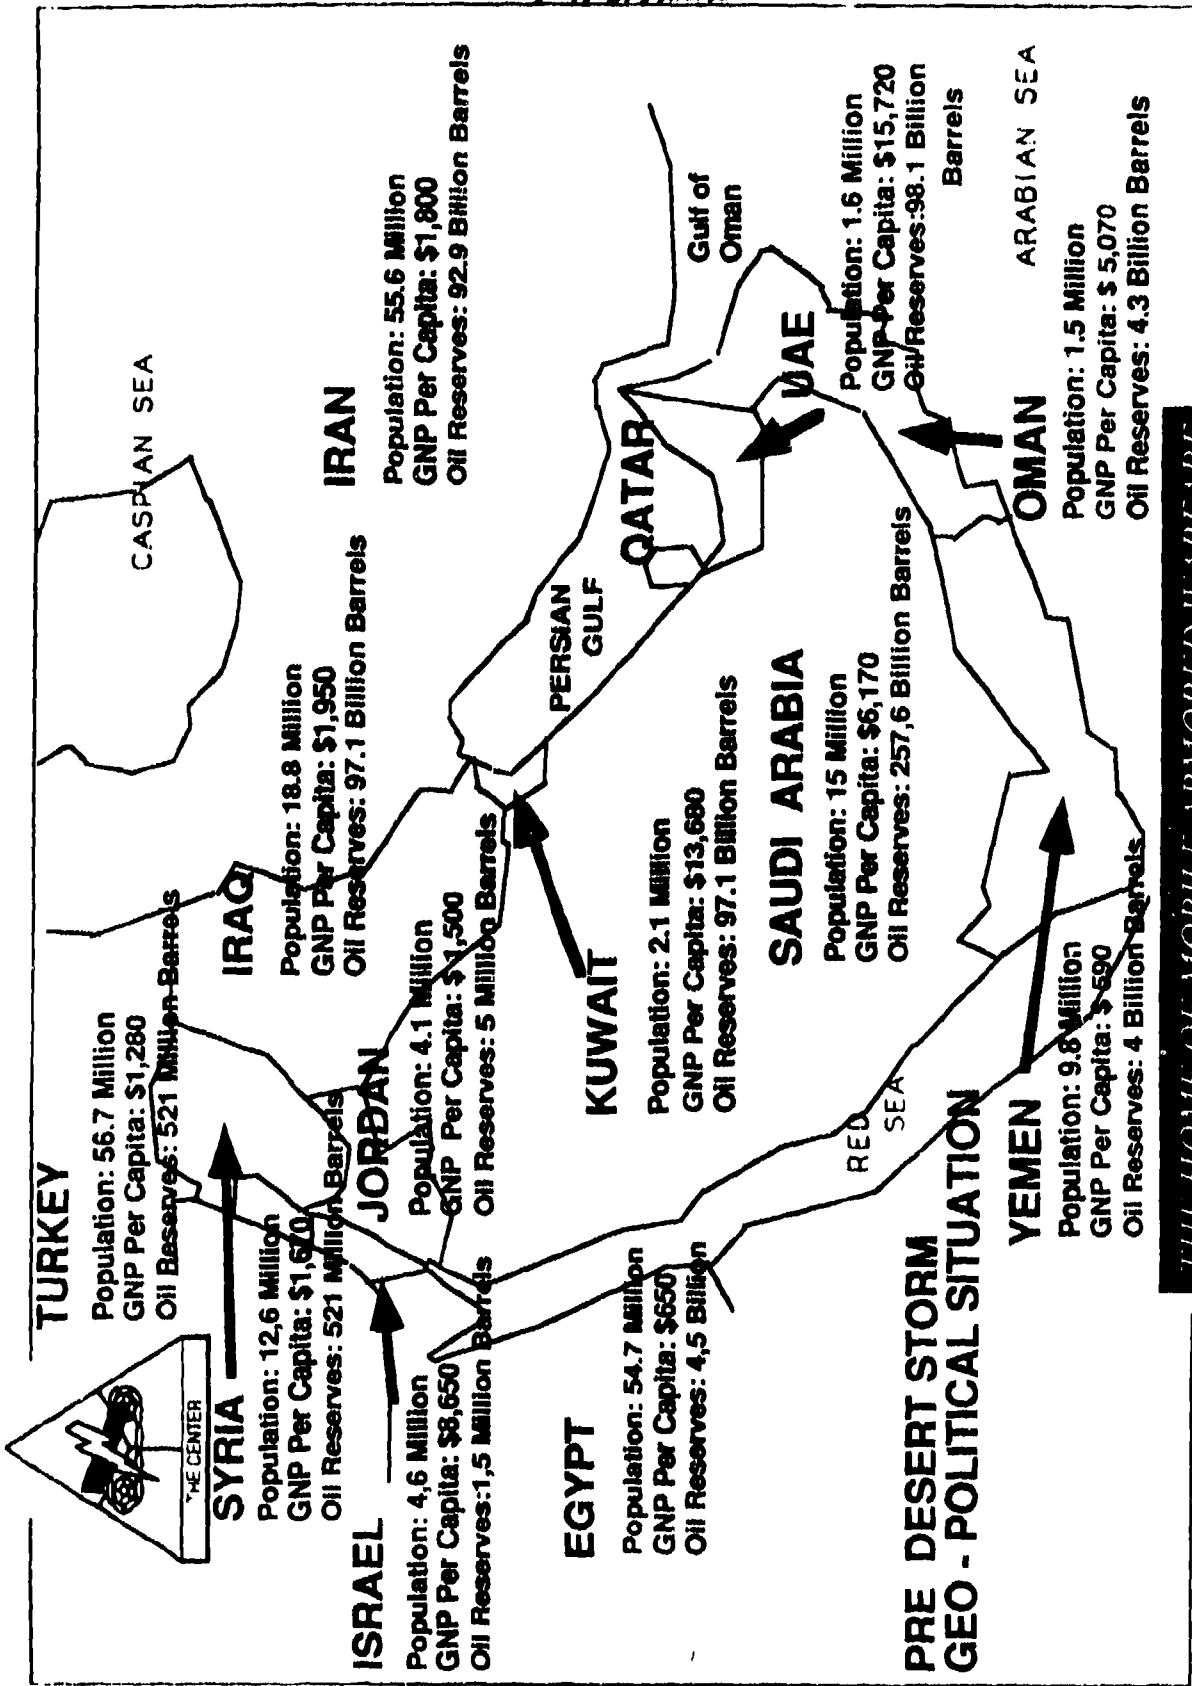 TURKEY
Population: 56.7 Million
GNP Per Capita: $1,280
Oil Reserves: 521 Million Barrels
CASPIAN SEA
THE CENTER
SYRIA
Population: 12,6 Million
GNP Per Capita: $1,670
Oil Reserves: 521 Million Barrels
IRAQ
Population: 18.8 Million
GNP Per Capita: $1,950
Oil Reserves: 97.1 Billion Barrels
IRAN
Population: 55.6 Million
GNP Per Capita: $1,800
Oil Reserves: 92.9 Billion Barrels
ISRAEL
Population: 4,6 Million
GNP Per Capita: $8,650
Oil Reserves:1,5 Million Barrels
JORDAN
Population: 4.1 Million
GNP Per Capita: $1,500
Oil Reserves: 5 Million Barrels
PERSIAN
GULF
QATAR
Gulf of
Oman
EGYPT
Population: 54.7 Million
GNP Per Capita: $650
Oil Reserves: 4,5 Billion
KUWAIT
Population: 2.1 Million
GNP Per Capita: $13,680
Oil Reserves: 97.1 Billion Barrels
SAUDI ARABIA
Population: 15 Million
GNP Per Capita: $6,170
Oil Reserves: 257,6 Billion Barrels
UAE
Population: 1.6 Million
GNP Per Capita: $15,720
Oil Reserves:98.1 Billion
Barrels
RED
SEA
PRE DESERT STORM
GEO - POLITICAL SITUATION
YEMEN
Population: 9.8 Million
GNP Per Capita: $ 590
Oil Reserves: 4 Billion Barrels
OMAN
Population: 1.5 Million
GNP Per Capita: $ 5,070
Oil Reserves: 4.3 Billion Barrels
ARABIAN SEA